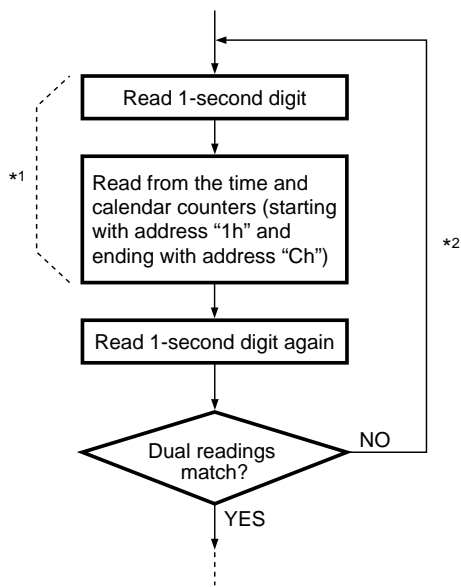 Read 1-second digit
*1
Read from the time and
calendar counters (starting
with address “1h” and
ending with address “Ch”)
*2
Read 1-second digit again
Dual readings
match?
NO
YES